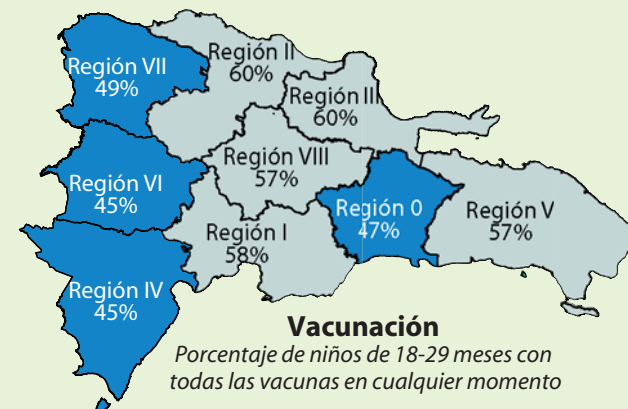 Región II
60%
Región VII
49%
Región III
60%
Región VIII
57%
Región VI
45%
Región 0
47%
Región V
57%
Región I
58%
Región IV
45%
Vacunación
Porcentaje de niños de 18-29 meses con
todas las vacunas en cualquier momento